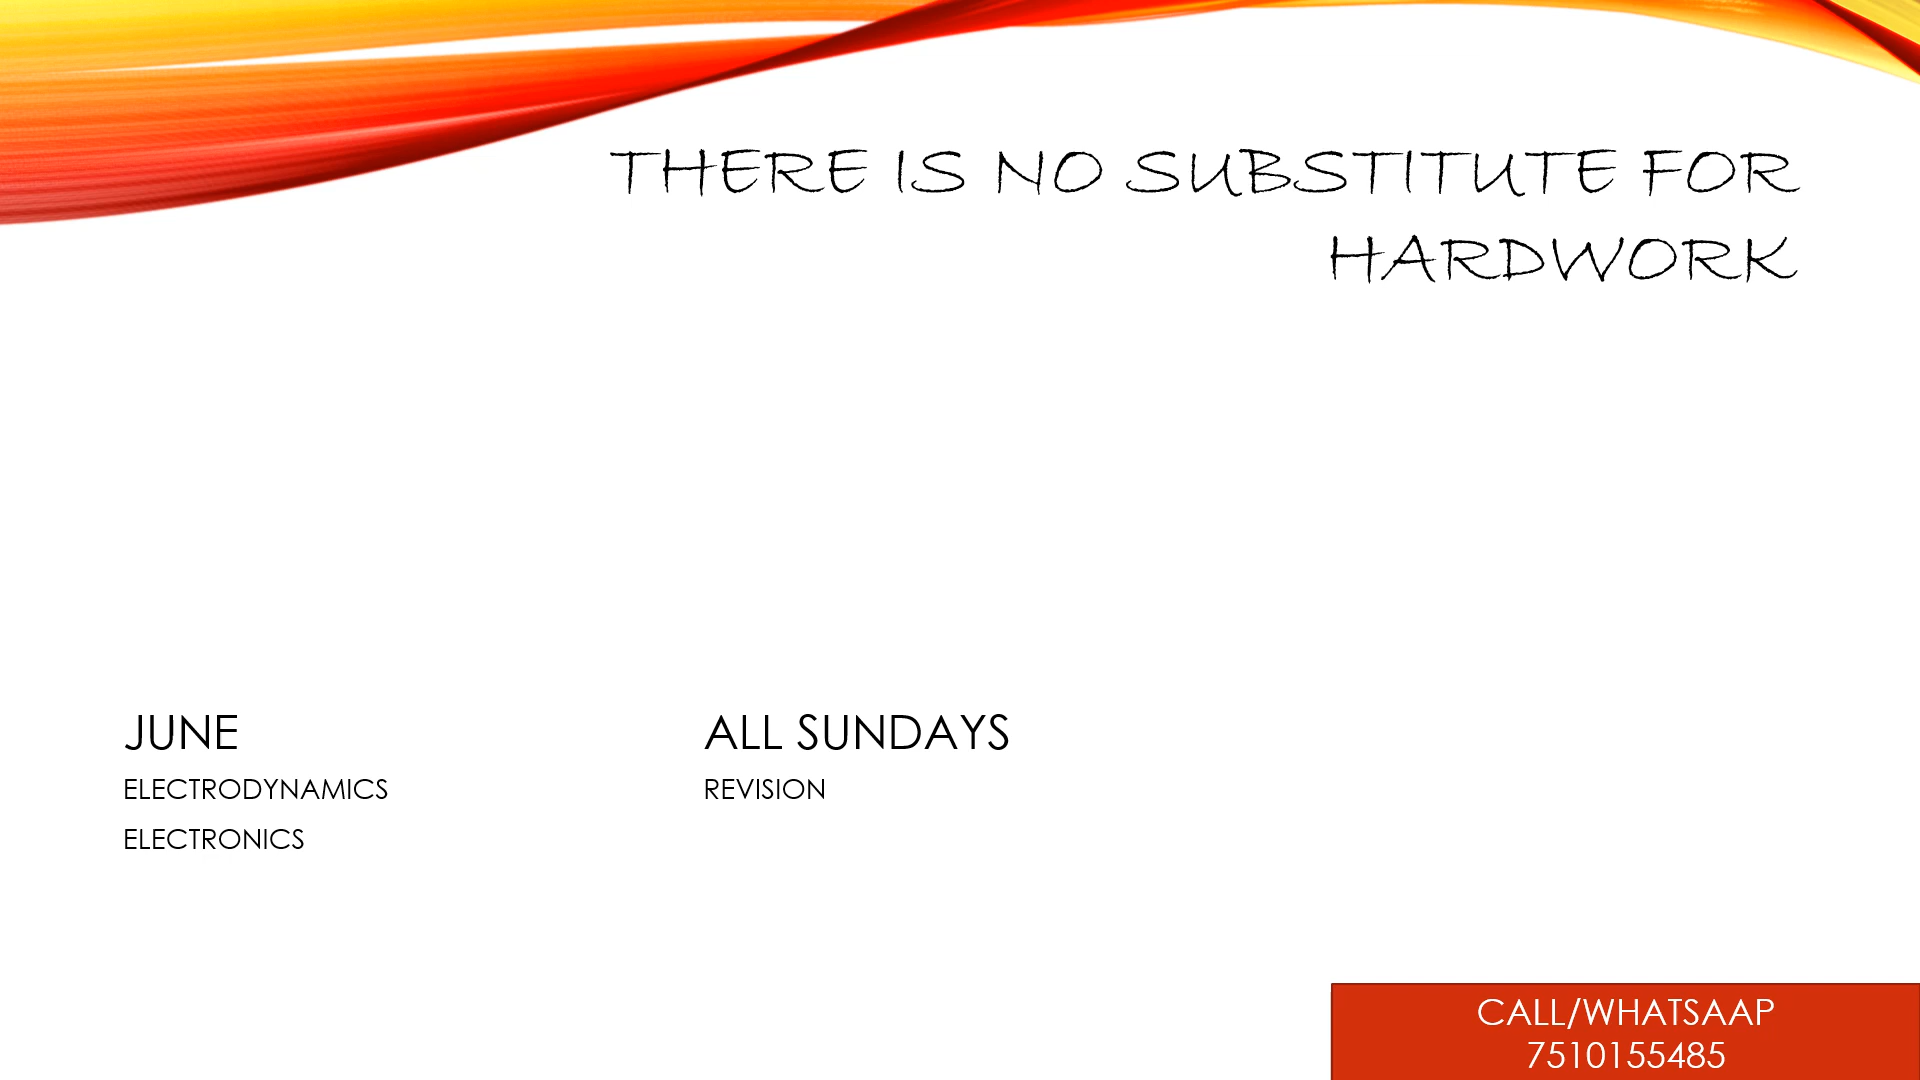 THERE IS NO SUBSTITUTE FOR
HARDWORK
JUNE
ELECTRODYNAMICS
ELECTRONICS
ALL SUNDAYS
REVISION
CALL/WHATSAAP
7510155485